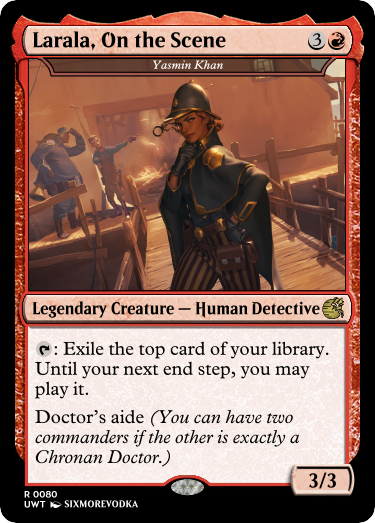 Larala, On the Scene 3
Yasmin Khan
Legendary Creature — Human Detective
: Exile the top card of your library.
Until your next end step, you may
play it.
Doctor's aide (You can have two
commanders if the other is exactly a
Chronan Doctor.)
3/3
R 0080
UWT SIXMOREVODKA